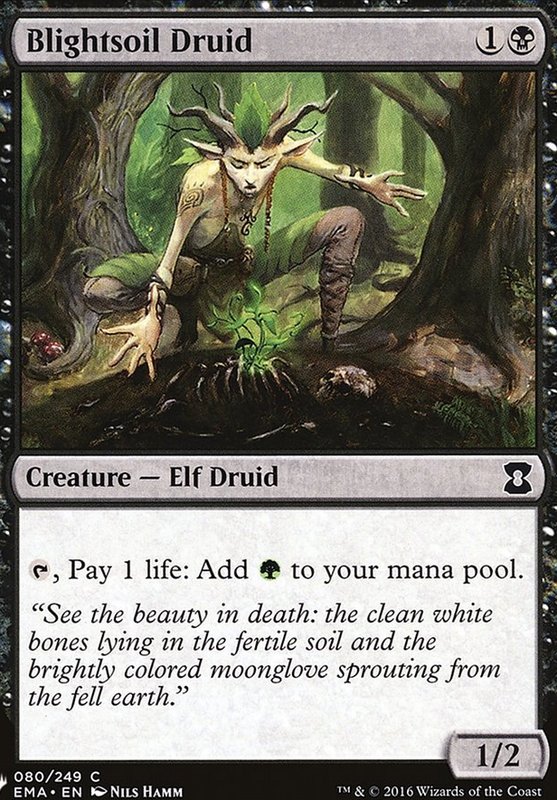 Blightsoil Druid 1
Creature — Elf Druid
, Pay 1 life: Add to your mana pool.
“See the beauty in death: the clean white
bones lying in the fertile soil and the
brightly colored moonglove sprouting from
the fell earth.”
1/2
080/249 C
EMA • EN NILS HAMM
™ & © 2016 Wizards of the Coast